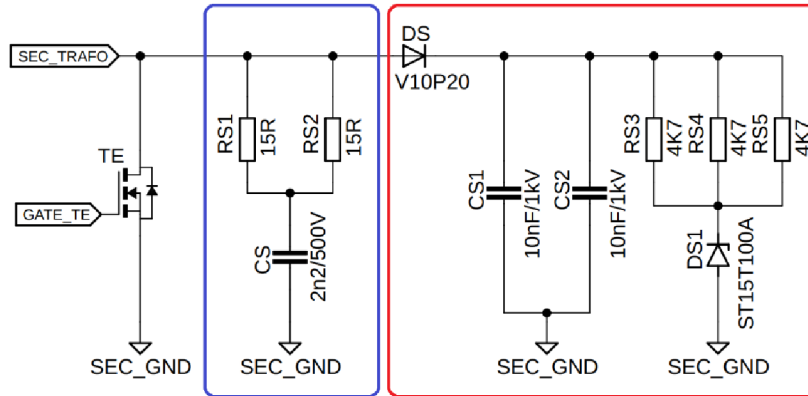 SEC_TRAFO
DS
V10P20
RS1
15R
RS2
15R
RS3
4K7
RS4
4K7
RS5
4K7
TE
GATE_TE
CS
2n2/500V
CS1
10nF/1kV
CS2
10nF/1kV
DS1
ST15T100A
SEC_GND
SEC_GND
SEC_GND
SEC_GND